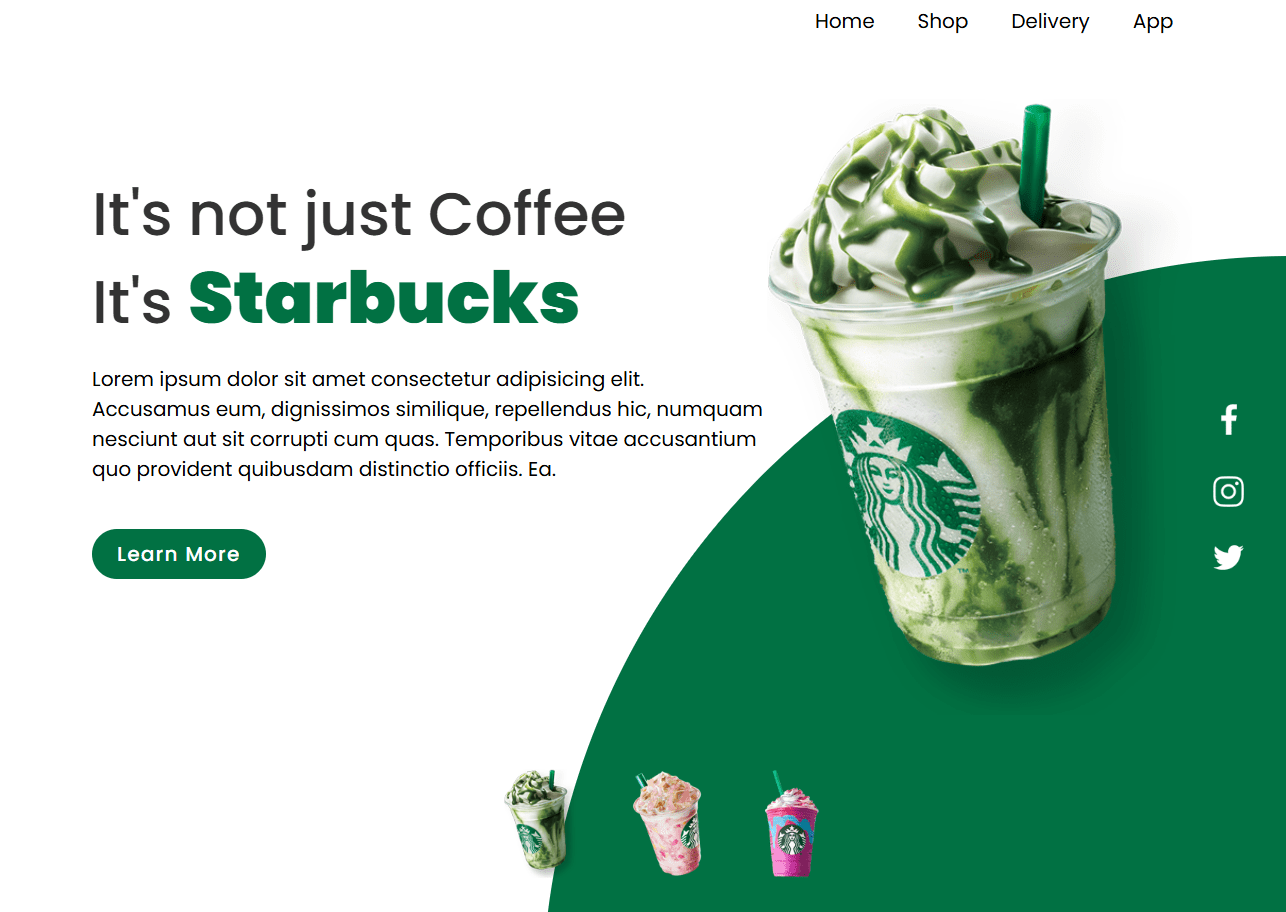 Home Shop Delivery App
It's not just Coffee
It's Starbucks
Lorem ipsum dolor sit amet consectetur adipisicing elit.
Accusamus eum, dignissimos similique, repellendus hic, numquam
nesciunt aut sit corrupti cum quas. Temporibus vitae accusantium
quo provident quibusdam distinctio officiis. Ea.
Learn More
TM